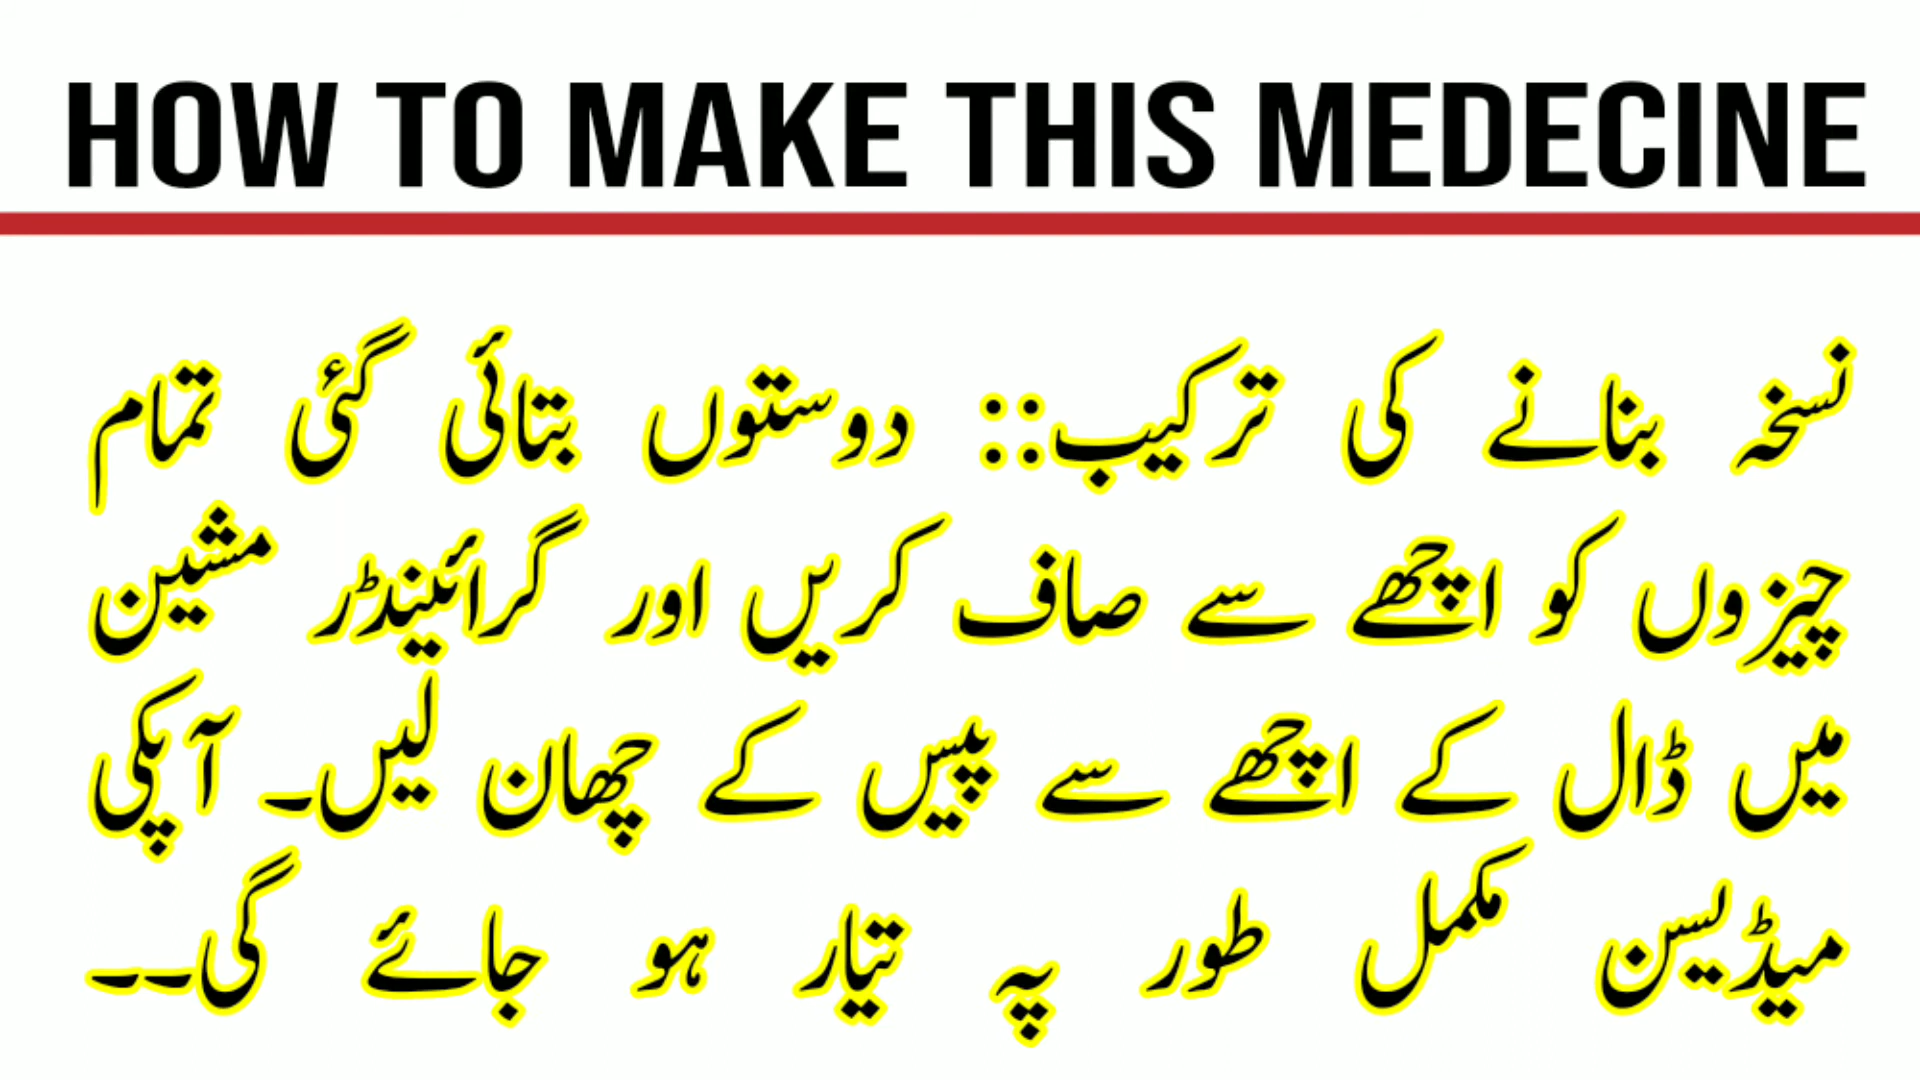 HOW TO MAKE THIS MEDECINE
نسخہ بنانے کی ترکیب:: دوستوں بتائی گئی تمام
چیزوں کو اچھے سے صاف کریں اور گرائینڈر مشین
میں ڈال کے اچھے سے پیس کے چھان لیں۔ آپکی
میڈیسن مکمل طور پہ تیار ہو جائے گی۔۔